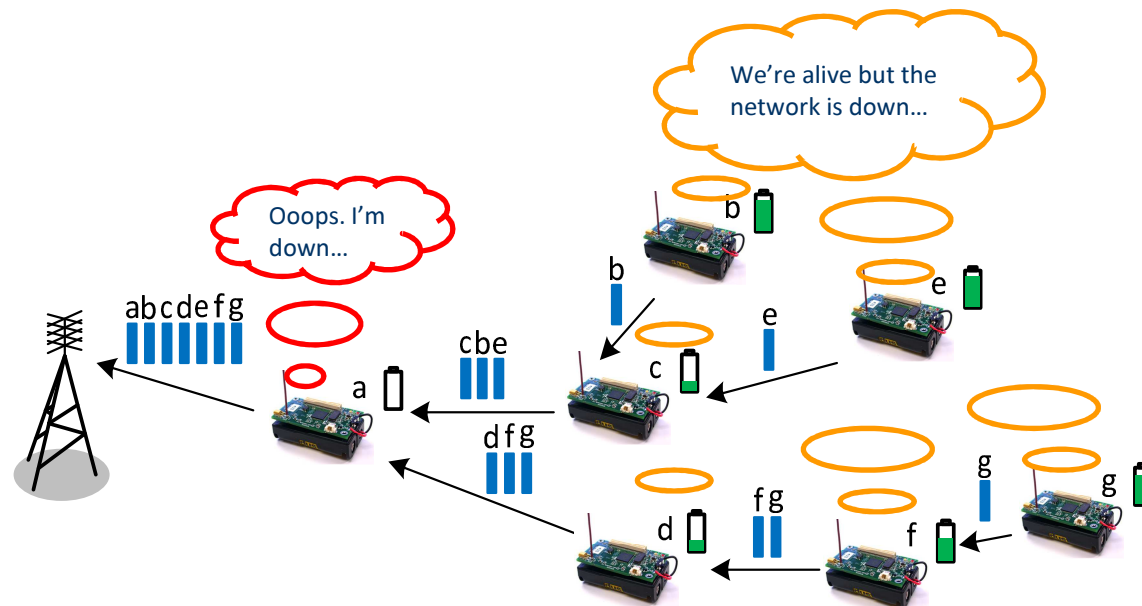 We’re alive but the
network is down…
Ooops. I’m
down…
b
e
b
abcdefg
e
cbe
c
a
dfg
g
g
fg
f
d